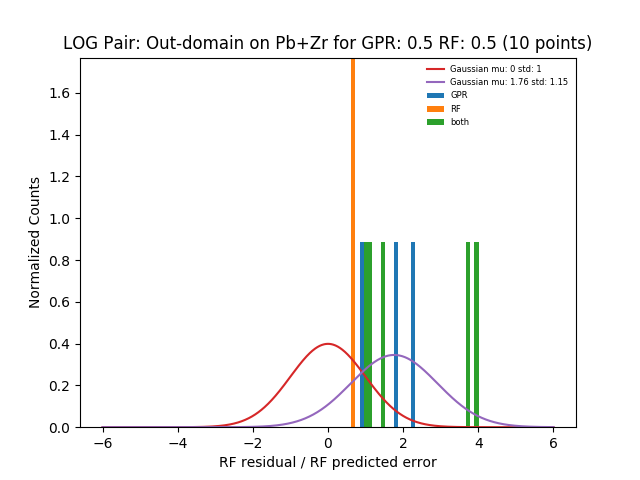 LOG Pair: Out-domain on Pb+Zr for GPR: 0.5 RF: 0.5 (10 points)
Gaussian mu: 0 std: 1
Gaussian mu: 1.76 std: 1.15
GPR
RF
both
Normalized Counts
1.6
1.4
1.2
1.0
0.8
0.6
0.4
0.2
0.0
−6
−4
−2
0
2
4
6
RF residual / RF predicted error